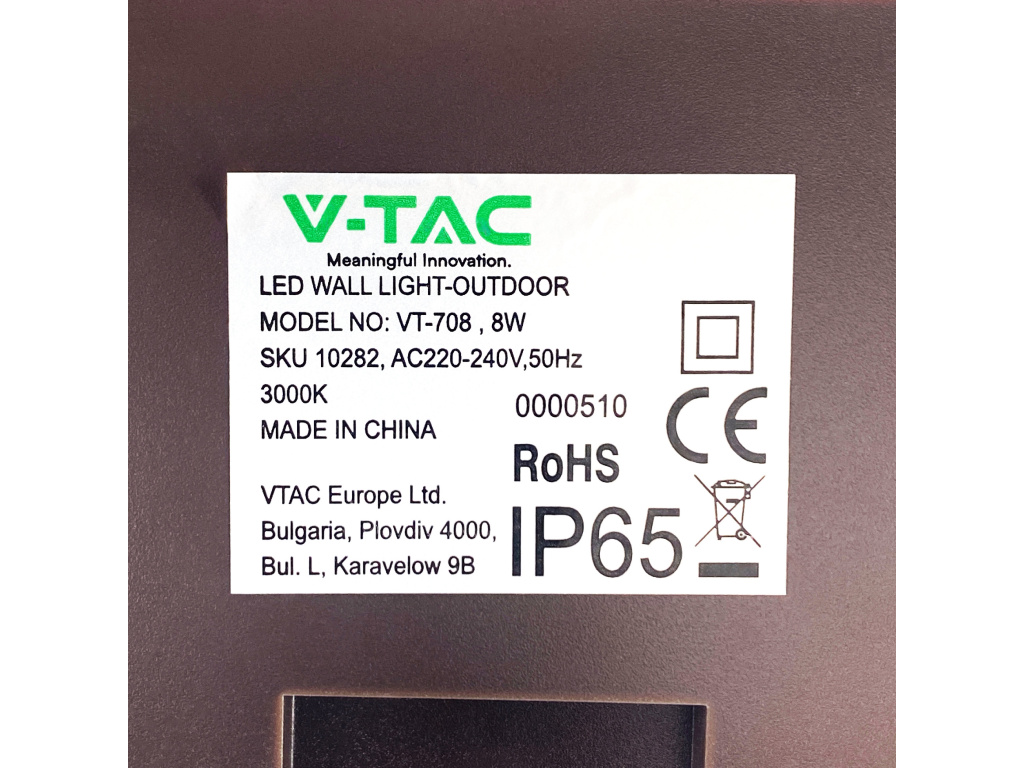 V-TAC
Meaningful Innovation.
LED WALL LIGHT-OUTDOOR
MODEL NO: VT-708 , 8W
SKU 10282, AC220-240V,50Hz
3000K
0000510
MADE IN CHINA
CE
RoHS
VTAC Europe Ltd.
Bulgaria, Plovdiv 4000,
Bul. L, Karavelow 9B
IP65